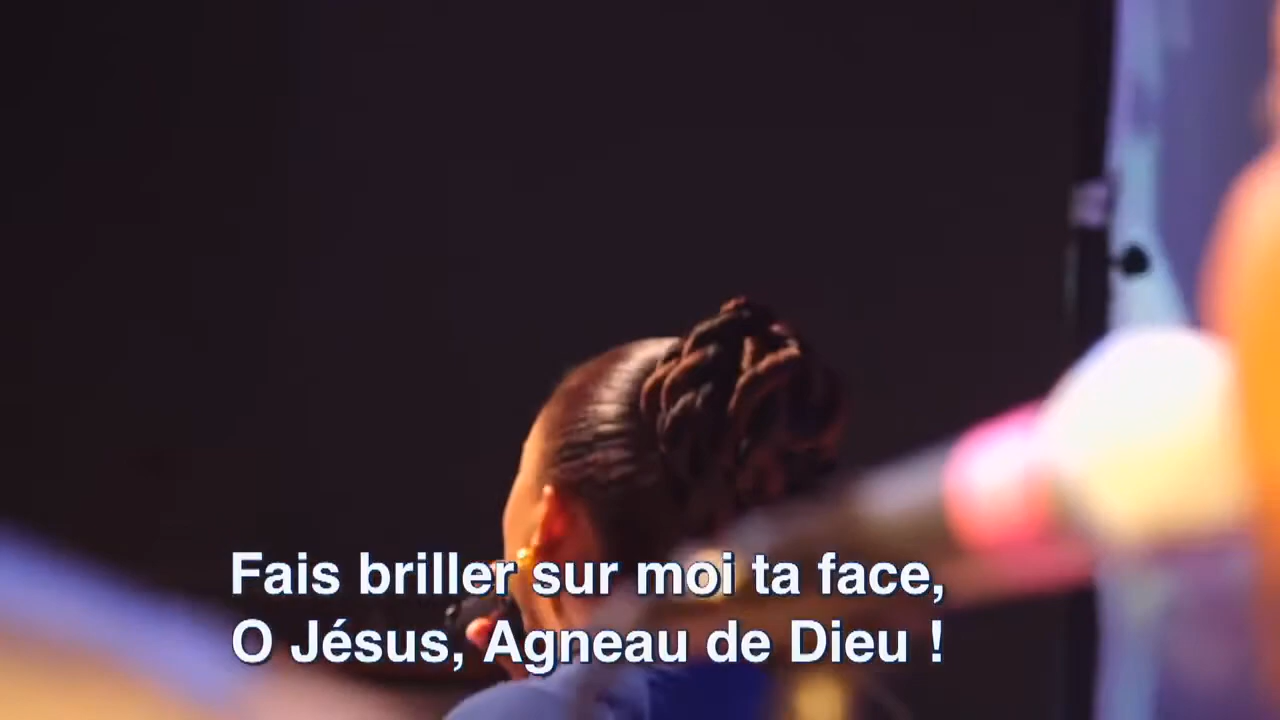 Fais briller sur moi ta face,
O Jésus, Agneau de Dieu !